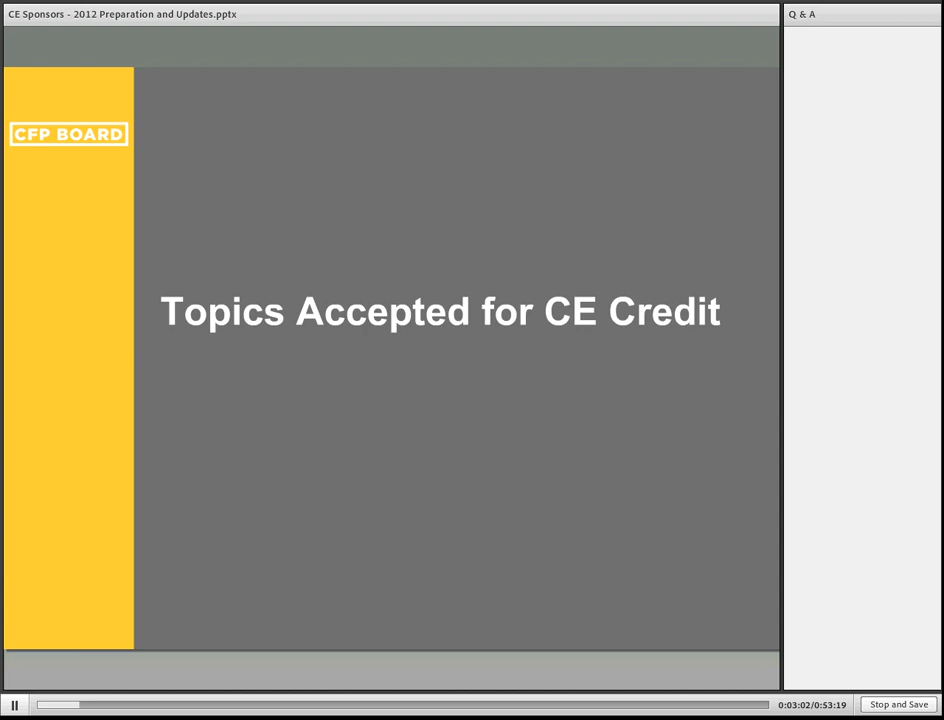 CE Sponsors - 2012 Preparation and Updates.pptx
Q & A
CFP BOARD
Topics Accepted for CE Credit
0:03:02/0:53:19
Stop and Save